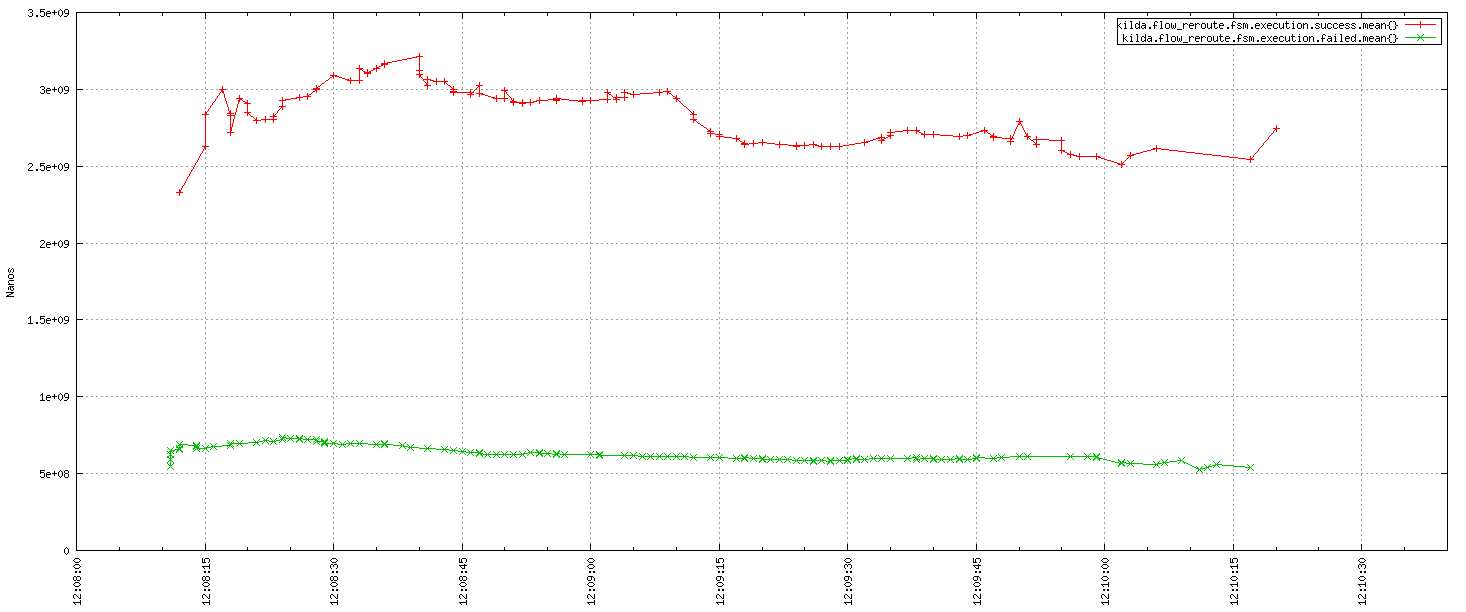 3.5e+09
kilda.flow_reroute.fsm.execution.success.mean{}
kilda.flow_reroute.fsm.execution.failed.mean{}
3e+09
2.5e+09
2e+09
Nanos
1.5e+09
1e+09
5e+08
0
12:08:00
12:08:15
12:08:30
12:08:45
12:09:00
12:09:15
12:09:30
12:09:45
12:10:00
12:10:15
12:10:30